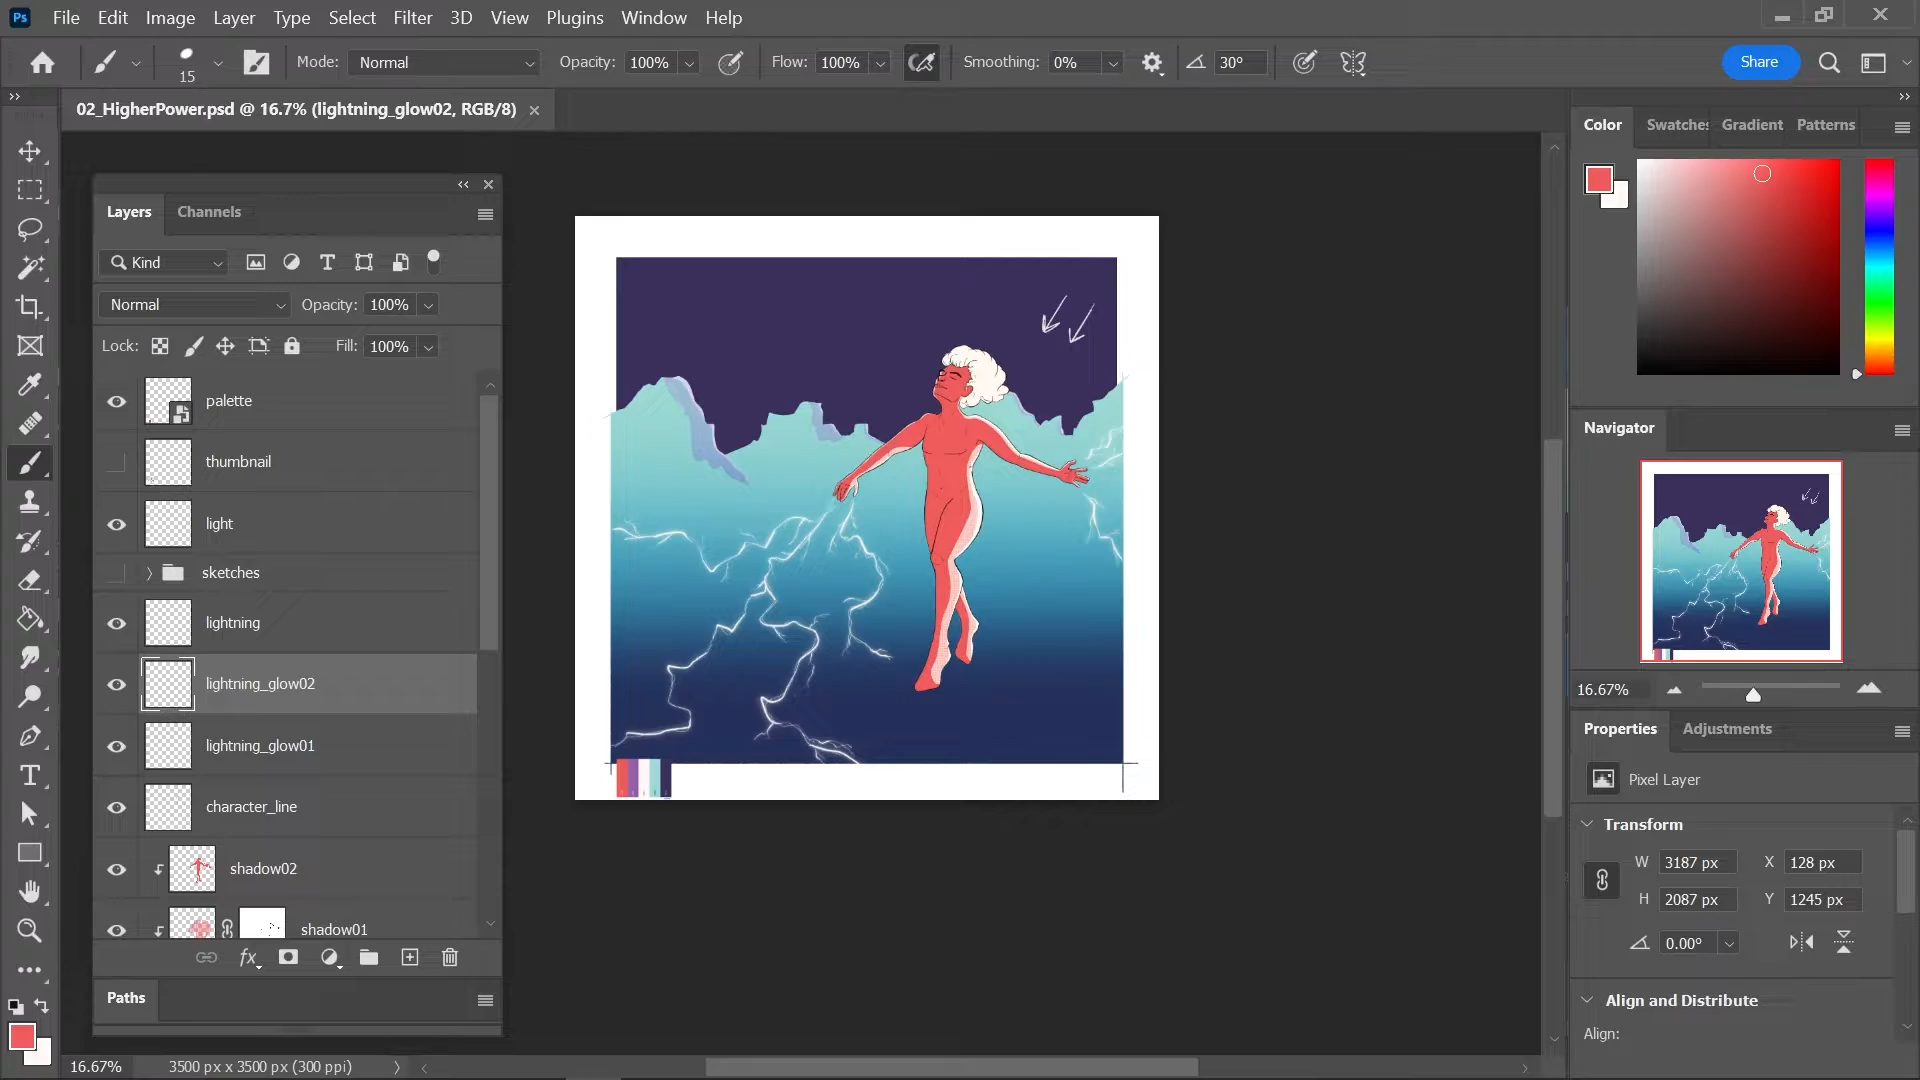 Ps File Edit Image Layer Type Select Filter 3D View Plugins Window Help
15 Mode: Normal Opacity: 100% Flow: 100% Smoothing: 0% 30° Share
02_HigherPower.psd @ 16.7% (lightning_glow02, RGB/8)
Layers Channels
Kind
Normal Opacity: 100%
Lock: Fill: 100%
palette
thumbnail
light
sketches
lightning
lightning_glow02
lightning_glow01
character_line
shadow02
shadow01
fx
Paths
16.67% 3500 px x 3500 px (300 ppi)
Color Swatches Gradient Patterns
Navigator
16.67%
Properties Adjustments
Pixel Layer
Transform
W 3187 px X 128 px
H 2087 px Y 1245 px
0.00°
Align and Distribute
Align: